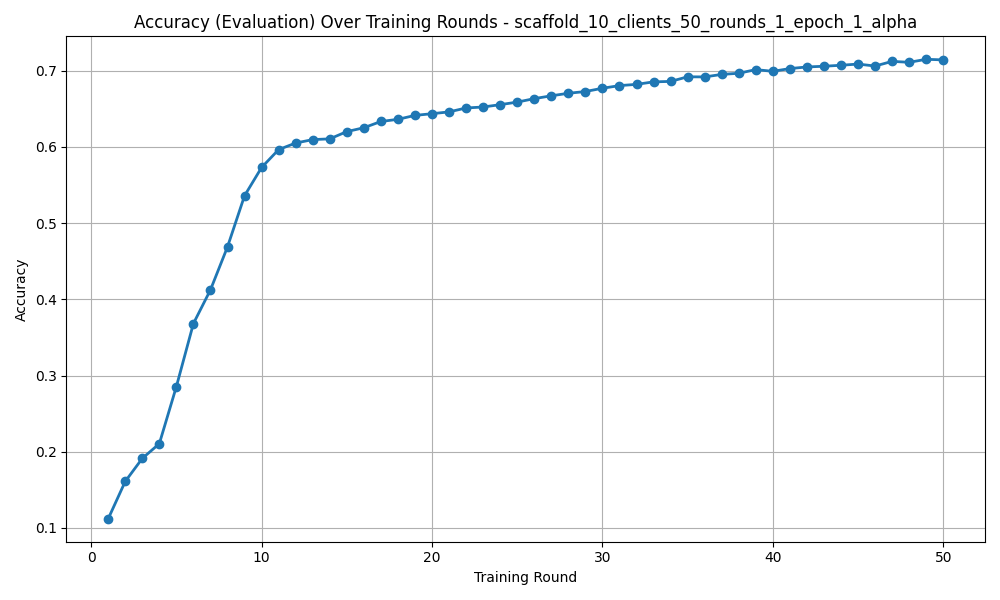 Accuracy (Evaluation) Over Training Rounds - scaffold_10_clients_50_rounds_1_epoch_1_alpha
Accuracy
0.7
0.6
0.5
0.4
0.3
0.2
0.1
0 10 20 30 40 50
Training Round